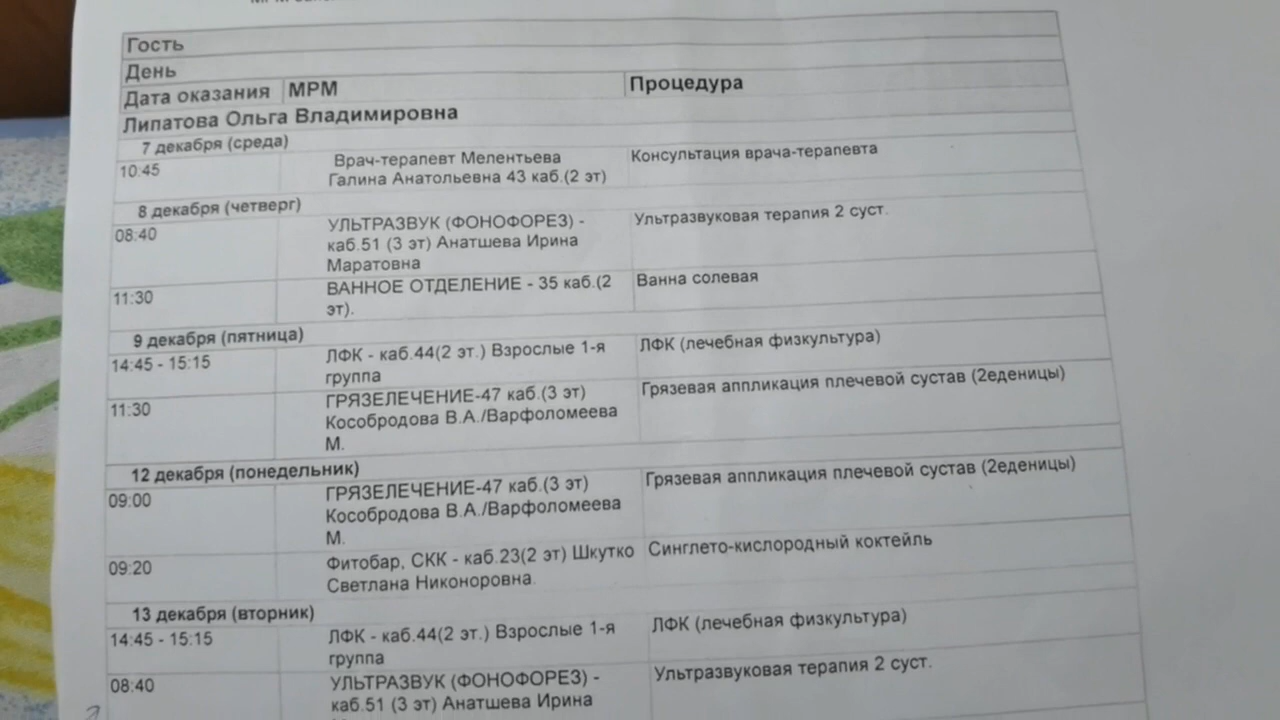 Гость
День
Дата оказания МРМ Процедура
Липатова Ольга Владимировна
7 декабря (среда)
10:45 Врач-терапевт Мелентьева Консультация врача-терапевта
Галина Анатольевна 43 каб.(2 эт)
8 декабря (четверг)
08:40 УЛЬТРАЗВУК (ФОНОФОРЕЗ) - Ультразвуковая терапия 2 суст.
каб.51 (3 эт) Анатшева Ирина
Маратовна
11:30 ВАННОЕ ОТДЕЛЕНИЕ - 35 каб.(2 Ванна солевая
эт).
9 декабря (пятница)
14:45 - 15:15 ЛФК - каб.44(2 эт.) Взрослые 1-я ЛФК (лечебная физкультура)
группа
11:30 ГРЯЗЕЛЕЧЕНИЕ-47 каб.(3 эт) Грязевая аппликация плечевой сустав (2еденицы)
Кособродова В.А./Варфоломеева
М.
12 декабря (понедельник)
09:00 ГРЯЗЕЛЕЧЕНИЕ-47 каб.(3 эт) Грязевая аппликация плечевой сустав (2еденицы)
Кособродова В.А./Варфоломеева
М.
09:20 Фитобар, СКК - каб.23(2 эт) Шкутко Синглето-кислородный коктейль
Светлана Никоноровна.
13 декабря (вторник)
14:45 - 15:15 ЛФК - каб.44(2 эт.) Взрослые 1-я ЛФК (лечебная физкультура)
группа
08:40 УЛЬТРАЗВУК (ФОНОФОРЕЗ) - Ультразвуковая терапия 2 суст.
каб.51 (3 эт) Анатшева Ирина